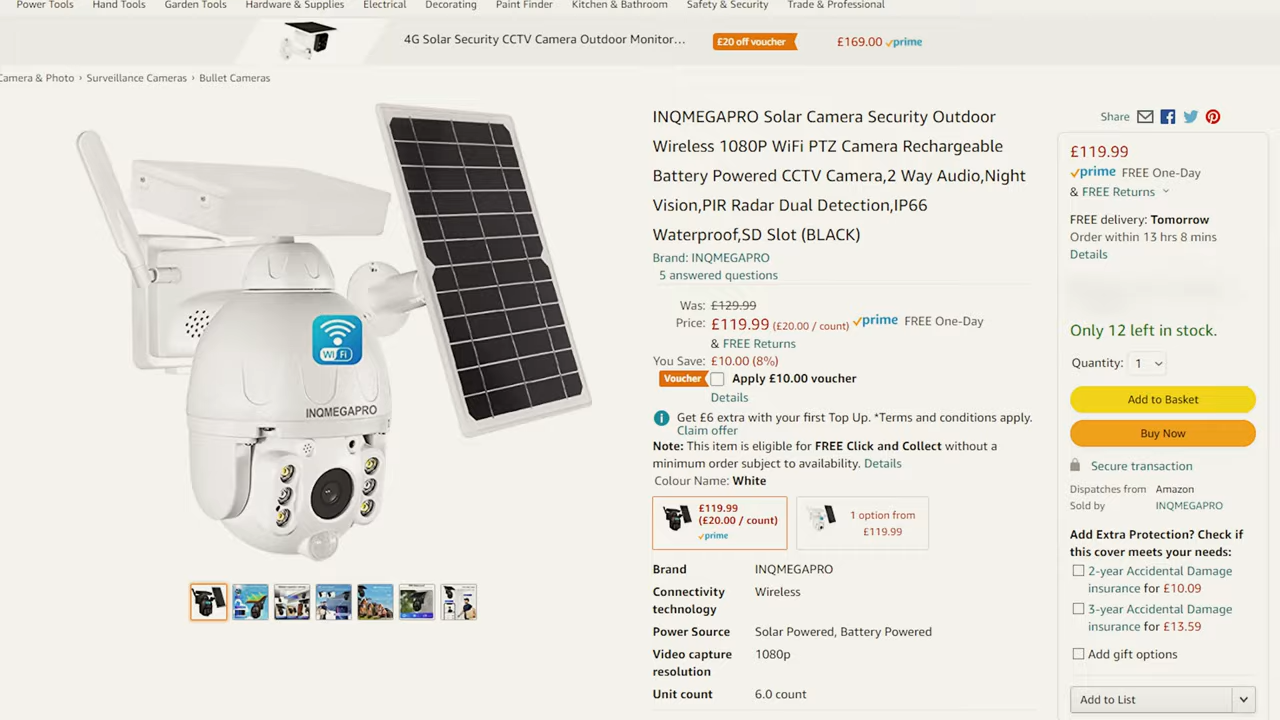 Power Tools Hand Tools Garden Tools Hardware & Supplies Electrical Decorating Paint Finder Kitchen & Bathroom Safety & Security Trade & Professional
4G Solar Security CCTV Camera Outdoor Monitor... £20 off voucher £169.00 prime
Camera & Photo › Surveillance Cameras › Bullet Cameras
WiFi
INQMEGAPRO
INQMEGAPRO Solar Camera Security Outdoor
Wireless 1080P WiFi PTZ Camera Rechargeable
Battery Powered CCTV Camera,2 Way Audio,Night
Vision,PIR Radar Dual Detection,IP66
Waterproof,SD Slot (BLACK)
Brand: INQMEGAPRO
5 answered questions
Was: £129.99
Price: £119.99 (£20.00 / count) prime FREE One-Day
& FREE Returns
You Save: £10.00 (8%)
Voucher Apply £10.00 voucher
Details
Get £6 extra with your first Top Up. *Terms and conditions apply.
Claim offer
Note: This item is eligible for FREE Click and Collect without a
minimum order subject to availability. Details
Colour Name: White
£119.99
(£20.00 / count)
prime
1 option from
£119.99
Brand INQMEGAPRO
Connectivity Wireless
technology
Power Source Solar Powered, Battery Powered
Video capture 1080p
resolution
Unit count 6.0 count
Share
£119.99
prime FREE One-Day
& FREE Returns
FREE delivery: Tomorrow
Order within 13 hrs 8 mins
Details
Only 12 left in stock.
Quantity: 1
Add to Basket
Buy Now
Secure transaction
Dispatches from Amazon
Sold by INQMEGAPRO
Add Extra Protection? Check if
this cover meets your needs:
2-year Accidental Damage
insurance for £10.09
3-year Accidental Damage
insurance for £13.59
Add gift options
Add to List